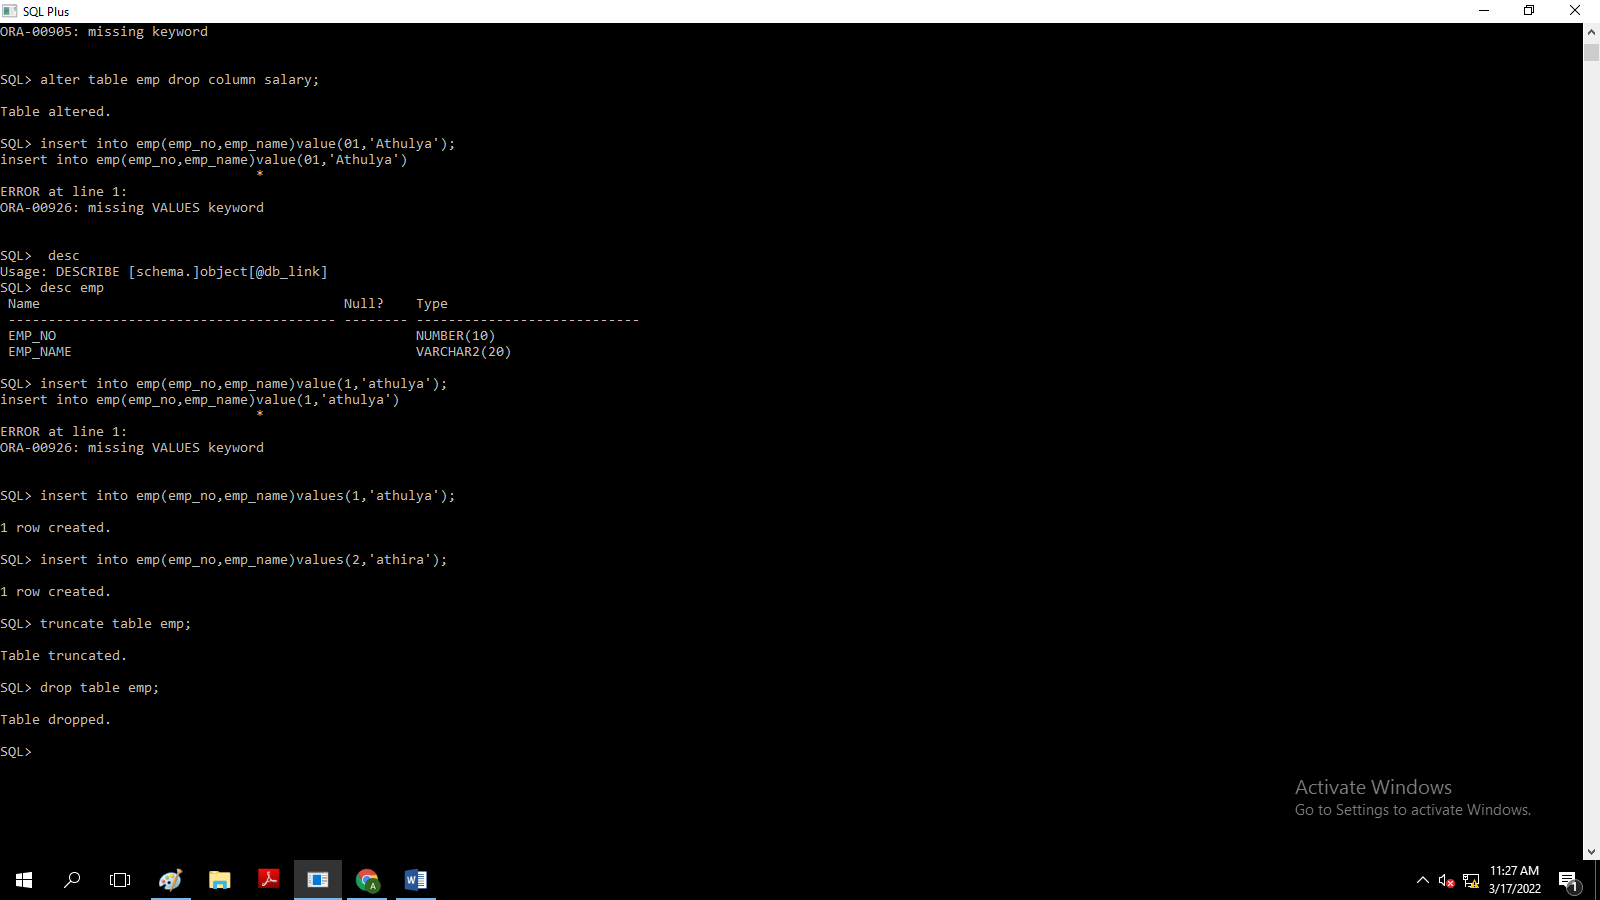 SQL Plus
ORA-00905: missing keyword
SQL> alter table emp drop column salary;
Table altered.
SQL> insert into emp(emp_no,emp_name)value(01,'Athulya');
insert into emp(emp_no,emp_name)value(01,'Athulya')
*
ERROR at line 1:
ORA-00926: missing VALUES keyword
SQL>  desc
Usage: DESCRIBE [schema.]object[@db_link]
SQL> desc emp
 Name                                      Null?    Type
 ----------------------------------------- -------- ----------------------------
 EMP_NO                                             NUMBER(10)
 EMP_NAME                                           VARCHAR2(20)
SQL> insert into emp(emp_no,emp_name)value(1,'athulya');
insert into emp(emp_no,emp_name)value(1,'athulya')
*
ERROR at line 1:
ORA-00926: missing VALUES keyword
SQL> insert into emp(emp_no,emp_name)values(1,'athulya');
1 row created.
SQL> insert into emp(emp_no,emp_name)values(2,'athira');
1 row created.
SQL> truncate table emp;
Table truncated.
SQL> drop table emp;
Table dropped.
SQL>
Activate Windows
Go to Settings to activate Windows.
A
W
11:27 AM
3/17/2022
1